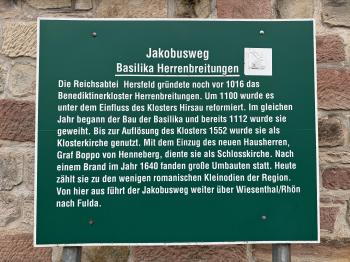 Jakobusweg
Basilika Herrenbreitungen
Die Reichsabtei Hersfeld gründete noch vor 1016 das
Benediktinerkloster Herrenbreitungen. Um 1100 wurde es
unter dem Einfluss des Klosters Hirsau reformiert. Im gleichen
Jahr begann der Bau der Basilika und bereits 1112 wurde sie
geweiht. Bis zur Auflösung des Klosters 1552 wurde sie als
Klosterkirche genutzt. Mit dem Einzug des neuen Hausherren,
Graf Boppo von Henneberg, diente sie als Schlosskirche. Nach
einem Brand im Jahr 1640 fanden große Umbauten statt. Heute
zählt sie zu den wenigen romanischen Kleinodien der Region.
Von hier aus führt der Jakobusweg weiter über Wiesenthal/Rhön
nach Fulda.